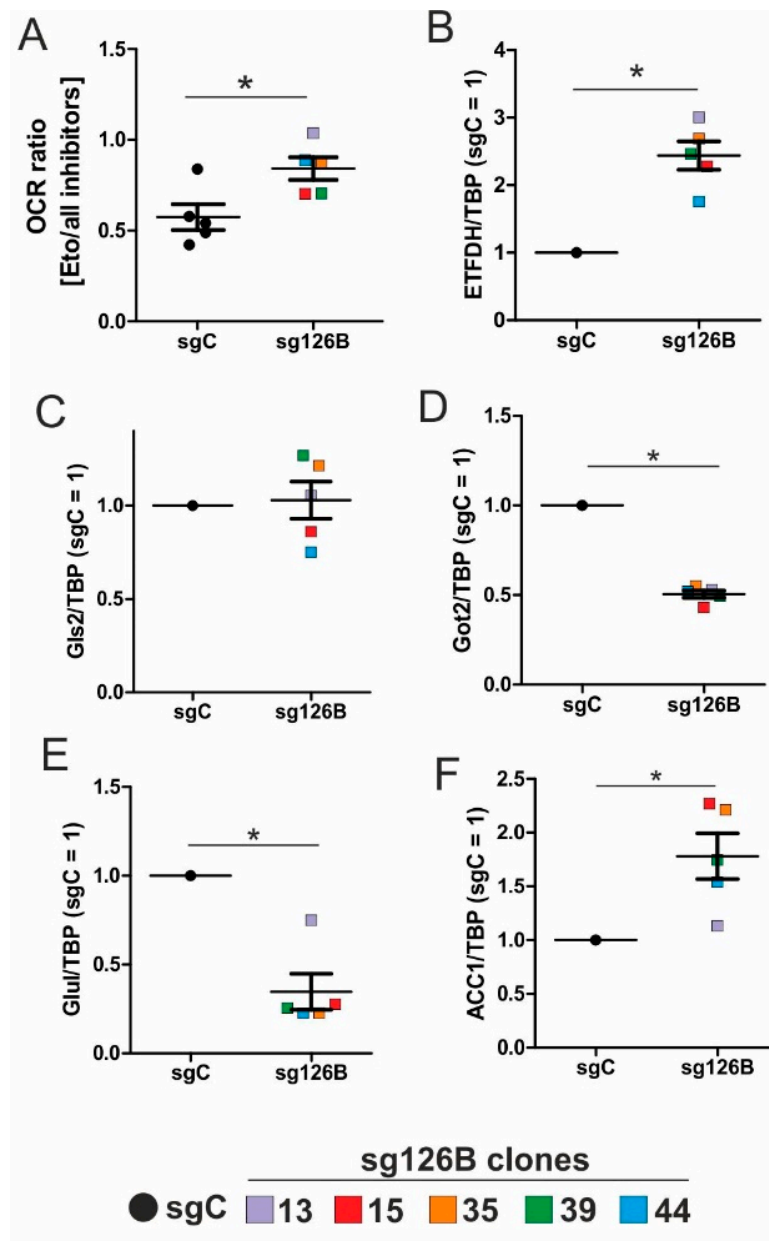 A
OCR ratio
[Eto/all inhibitors]
1.5
1.0
0.5
0.0
*
sgC
sg126B
B
ETFDH/TBP (sgC = 1)
4
3
2
1
0
*
sgC
sg126B
C
Gls2/TBP (sgC = 1)
1.0
0.5
0.0
sgC
sg126B
D
Got2/TBP (sgC = 1)
1.5
1.0
0.5
0.0
*
sgC
sg126B
E
Glul/TBP (sgC = 1)
1.5
1.0
0.5
0.0
*
sgC
sg126B
F
ACC1/TBP (sgC = 1)
2.5
2.0
1.5
1.0
0.5
0.0
*
sgC
sg126B
sg126B clones
sgC 13 15 35 39 44